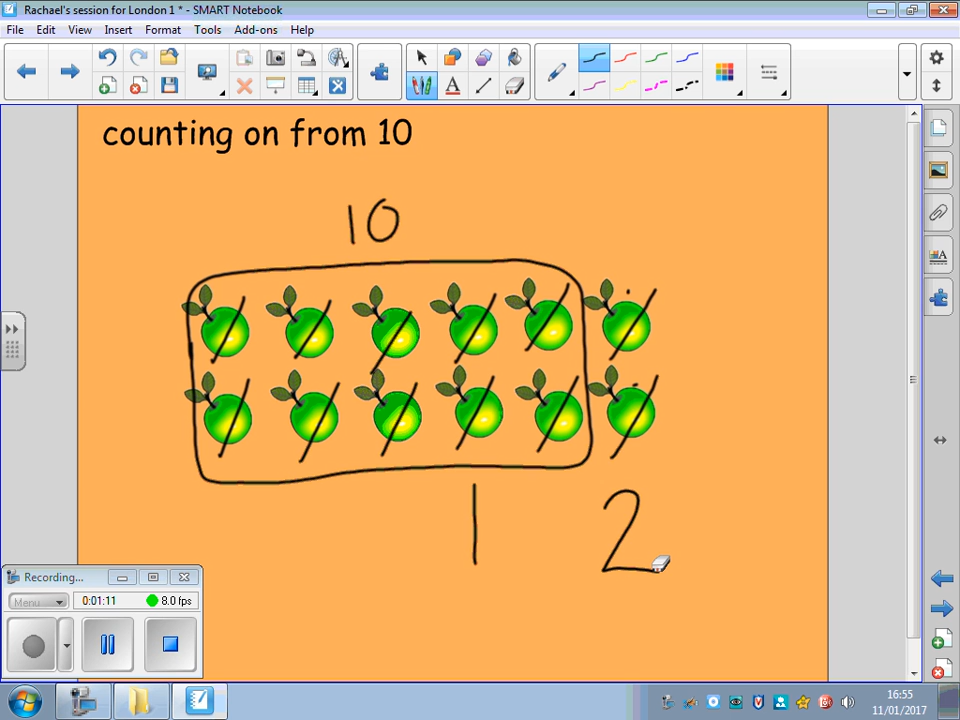 Rachael's session for London 1 * - SMART Notebook
File Edit View Insert Format Tools Add-ons Help
counting on from 10
10
1 2
Recording...
Menu 0:01:11 8.0 fps
16:55
11/01/2017